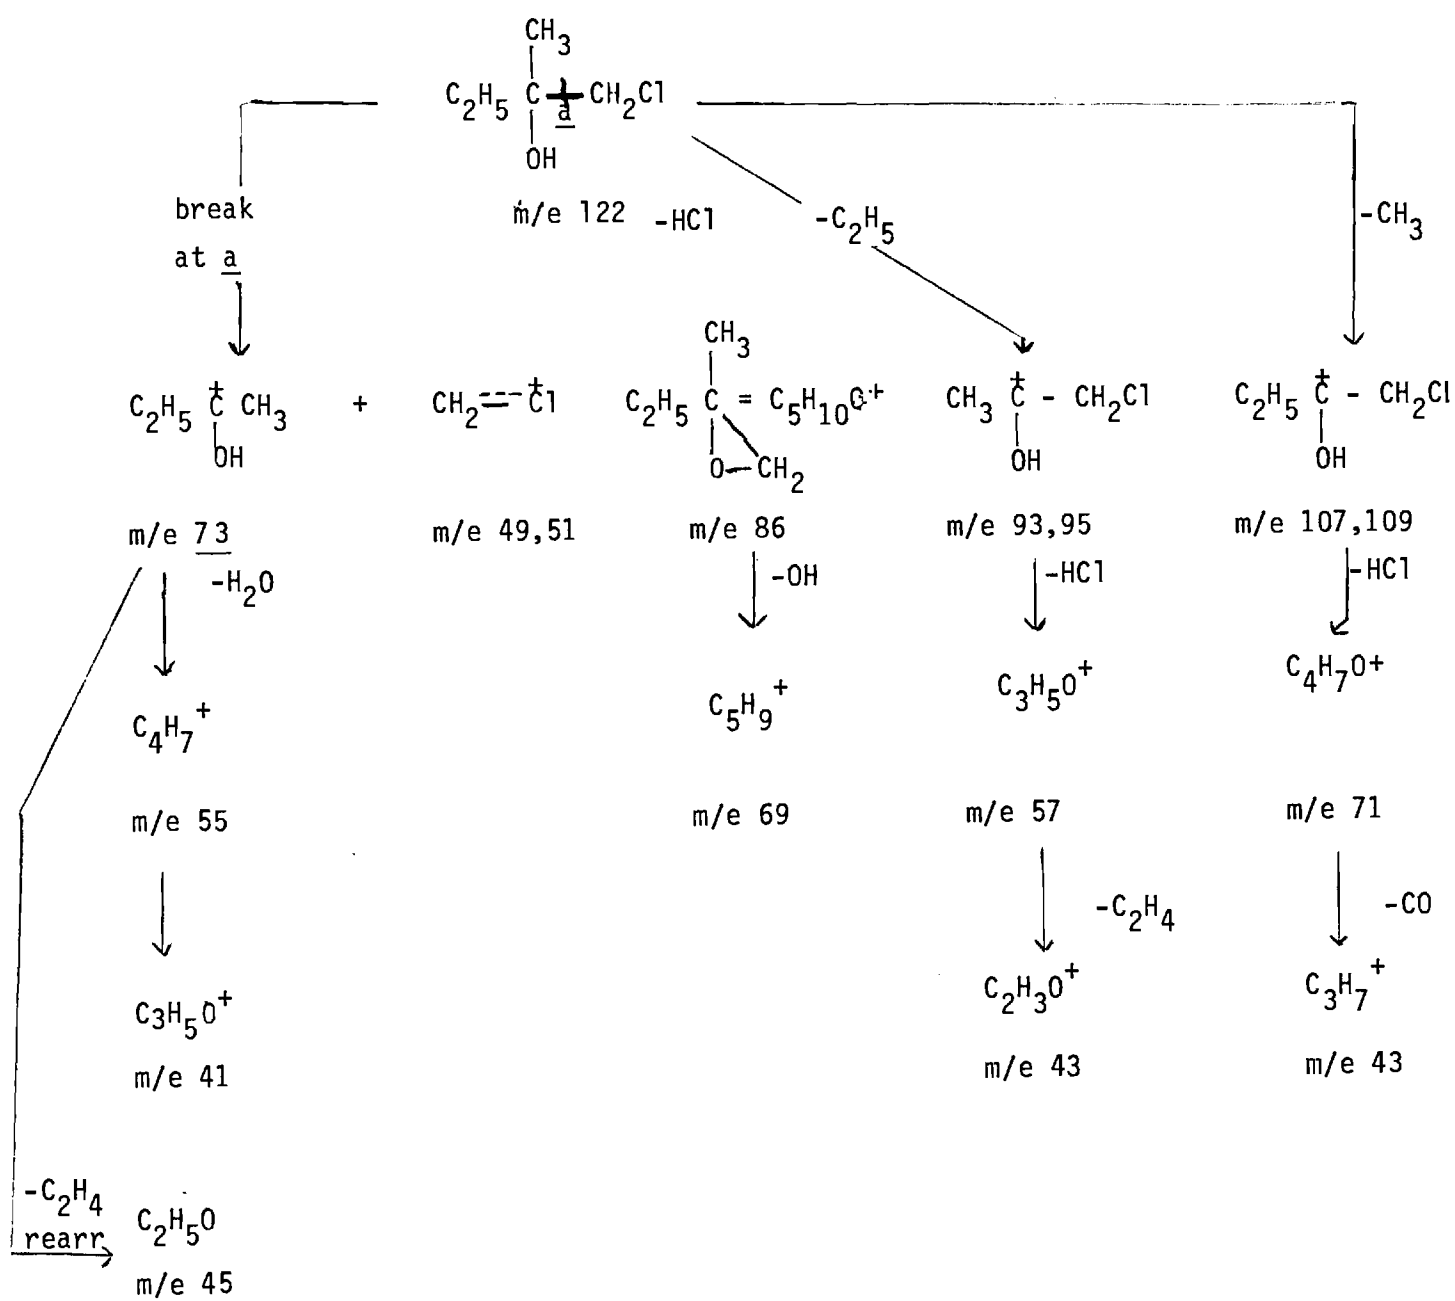 CH3
C2H5 C CH2Cl
a
OH
m/e 122
-HCl
break
at a
-C2H5
-CH3
CH3
C2H5 C+ CH3
OH
+
CH2 == Cl+
C2H5 C = C5H10O+
O-CH2
CH3 C+ - CH2Cl
OH
C2H5 C+ - CH2Cl
OH
m/e 73
m/e 49,51
m/e 86
m/e 93,95
m/e 107,109
-H2O
-OH
-HCl
-HCl
C4H7+
C5H9+
C3H5O+
C4H7O+
m/e 55
m/e 69
m/e 57
m/e 71
-C2H4
-CO
C3H5O+
C2H3O+
C3H7+
m/e 41
m/e 43
m/e 43
-C2H4
rearr
C2H5O
m/e 45